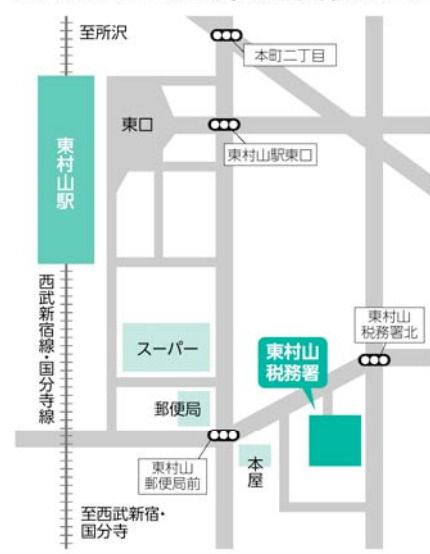 至所沢
本町二丁目
東口
東村山駅東口
東村山駅
西武新宿線・国分寺線
スーパー
東村山
税務署北
東村山
税務署
郵便局
東村山
郵便局前
本屋
至西武新宿・
国分寺